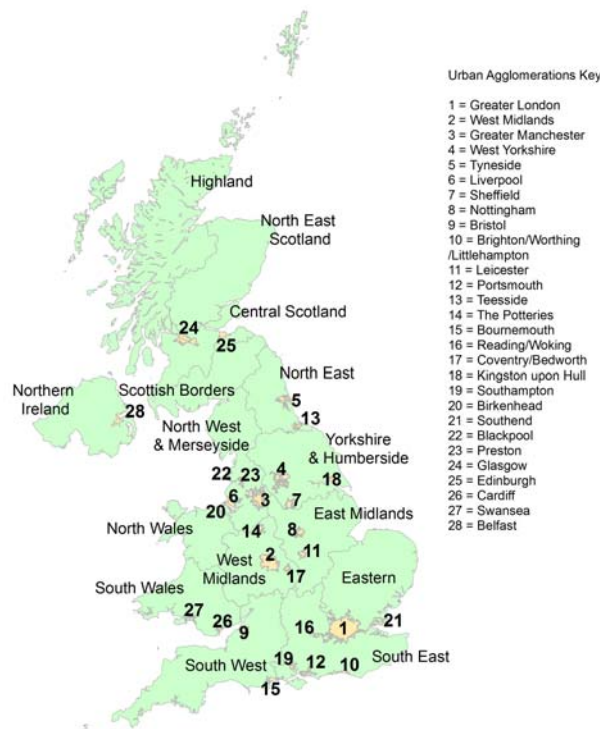 Urban Agglomerations Key
1 = Greater London
2 = West Midlands
3 = Greater Manchester
4 = West Yorkshire
5 = Tyneside
6 = Liverpool
7 = Sheffield
8 = Nottingham
9 = Bristol
10 = Brighton/Worthing
/Littlehampton
11 = Leicester
12 = Portsmouth
13 = Teesside
14 = The Potteries
15 = Bournemouth
16 = Reading/Woking
17 = Coventry/Bedworth
18 = Kingston upon Hull
19 = Southampton
20 = Birkenhead
21 = Southend
22 = Blackpool
23 = Preston
24 = Glasgow
25 = Edinburgh
26 = Cardiff
27 = Swansea
28 = Belfast
Highland
North East
Scotland
Central Scotland
24
25
North East
Northern
Ireland
Scottish Borders
28
5
North West
& Merseyside
13
Yorkshire
& Humberside
22
23
4
18
6
3
7
20
East Midlands
North Wales
14
8
2
11
West
Midlands
17
Eastern
South Wales
27
26
9
16
1
21
South West
19
12
10
South East
15